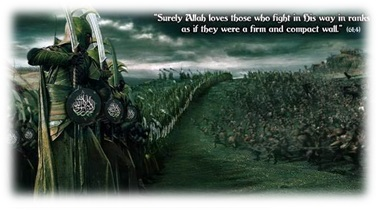 "Surely Allah loves those who fight in His way in ranks
as if they were a firm and compact wall." (61:4)